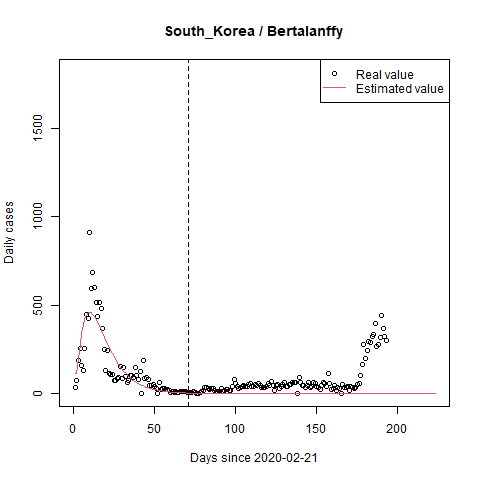 South_Korea / Bertalanffy
Real value
Estimated value
Daily cases
1500
1000
500
0
0
50
100
150
200
Days since 2020-02-21